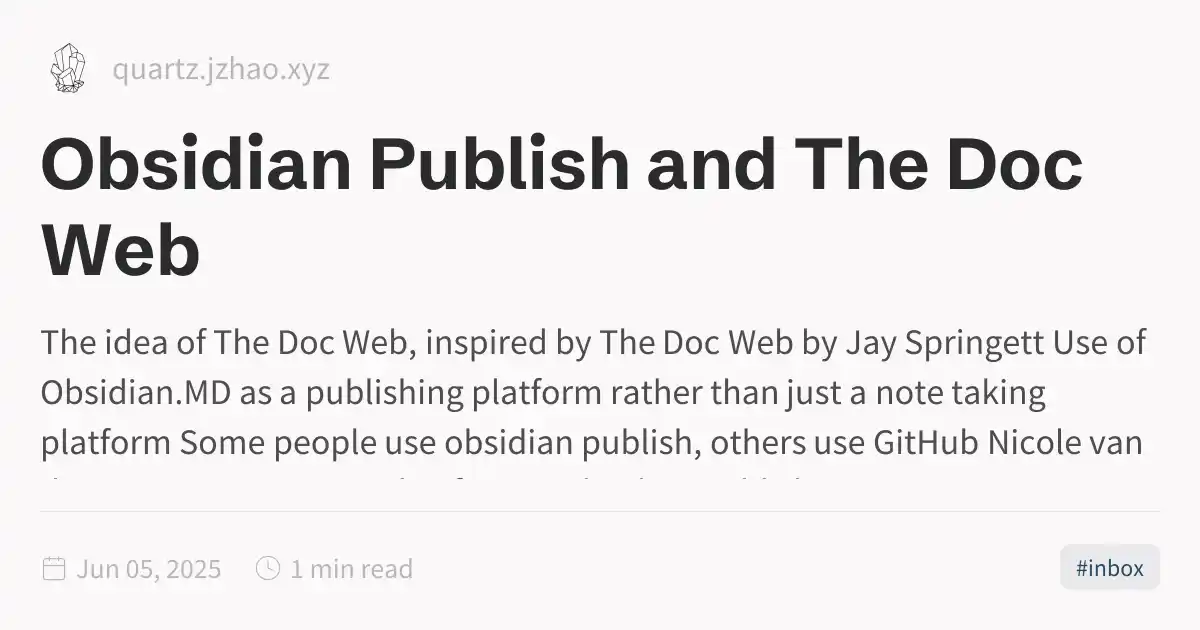 quartz.jzhao.xyz
Obsidian Publish and The Doc
Web
The idea of The Doc Web, inspired by The Doc Web by Jay Springett Use of
Obsidian.MD as a publishing platform rather than just a note taking
platform Some people use obsidian publish, others use GitHub Nicole van
Jun 05, 2025
1 min read
#inbox